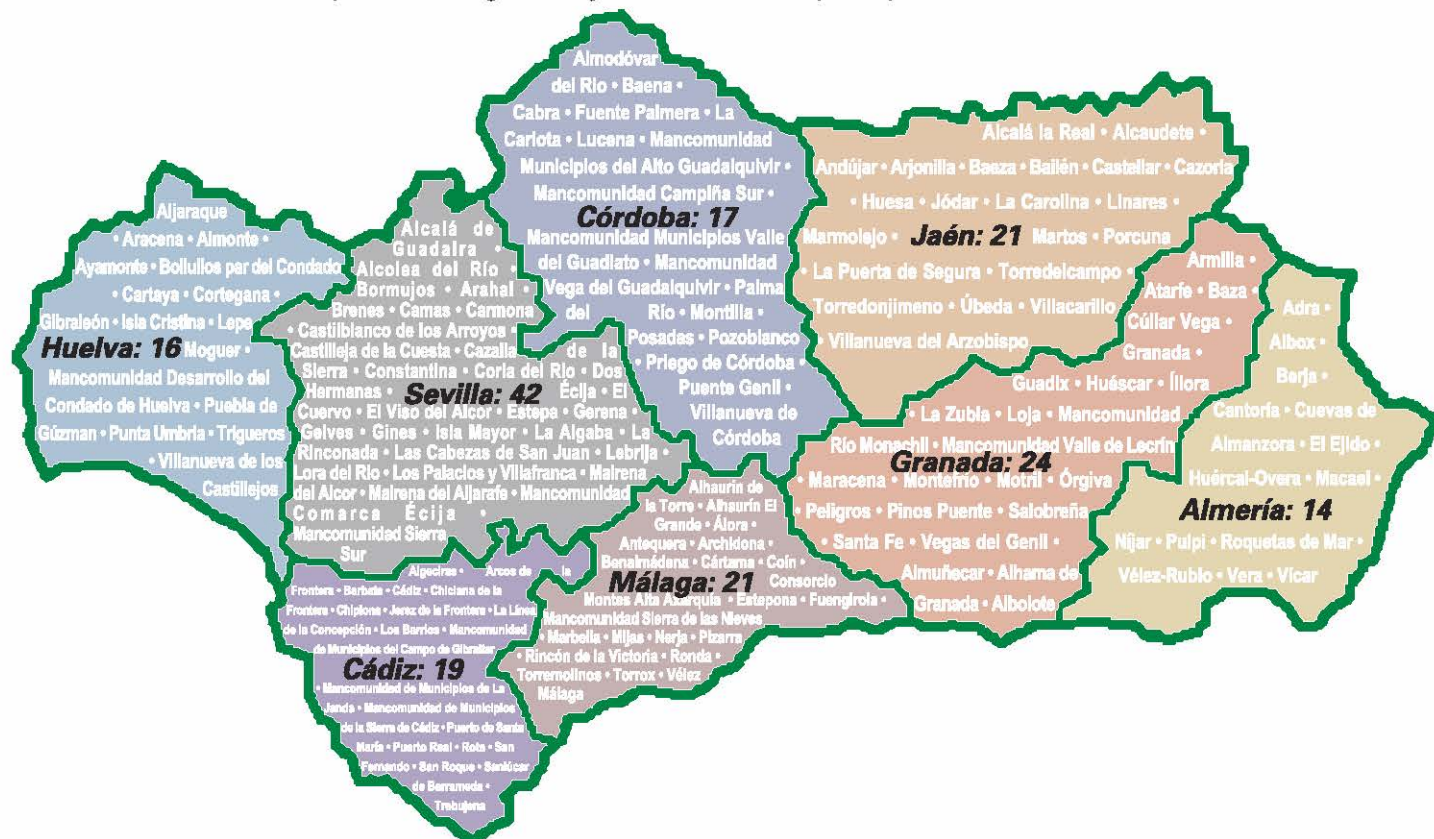 Aljaraque
• Aracena • Almonte •
Ayamonte • Bollullos par del Condado
• Cartaya • Cortegana •
Gibraleón • Isla Cristina • Lepe
Huelva: 16 Moguer •
Mancomunidad Desarrollo del
Condado de Huelva • Puebla de
Gúzman • Punta Umbria • Trigueros
• Villanueva de los
Castillejos
Alcalá de
Guadaira •
Alcolea del Río •
Bormujos • Arahal •
Brenes • Camas • Carmona
• Castilblanco de los Arroyos •
Castilleja de la Cuesta • Cazalla de la
Sierra • Constantina • Coria del Rio • Dos
Hermanas • Écija • El
Sevilla: 42
Cuervo • El Viso del Alcor • Estepa • Gerena •
Gelves • Gines • Isla Mayor • La Algaba • La
Rinconada • Las Cabezas de San Juan • Lebrija •
Lora del Rio • Los Palacios y Villafranca • Mairena
del Alcor • Mairena del Aljarafe • Mancomunidad
Comarca Écija •
Mancomunidad Sierra
Sur
Almodóvar
del Rio • Baena •
Cabra • Fuente Palmera • La
Carlota • Lucena • Mancomunidad
Municipios del Alto Guadalquivir •
Mancomunidad Campiña Sur •
Córdoba: 17
Mancomunidad Municipios Valle
del Guadiato • Mancomunidad
Vega del Guadalquivir • Palma
del Río • Montilla •
Posadas • Pozoblanco
• Priego de Córdoba •
Puente Genil •
Villanueva de
Córdoba
Alcalá la Real • Alcaudete •
Andújar • Arjonilla • Baeza • Bailén • Castellar • Cazorla
• Huesa • Jódar • La Carolina • Linares •
Marmolejo • Jaén: 21 Martos • Porcuna
• La Puerta de Segura • Torredelcampo •
Torredonjimeno • Úbeda • Villacarrillo
• Villanueva del Arzobispo
Armilla •
Atarfe • Baza •
Cúllar Vega •
Granada •
Guadix • Huéscar • Íllora
• La Zubia • Loja • Mancomunidad
Río Monachil • Mancomunidad Valle de Lecrín
Granada: 24
• Maracena • Montefrio • Motril • Órgiva
• Peligros • Pinos Puente • Salobreña
• Santa Fe • Vegas del Genil •
Almuñecar • Alhama de
Granada • Albolote
Adra •
Albox •
Berja •
Cantoria • Cuevas de
Almanzora • El Ejido •
Huércal-Overa • Macael •
Almería: 14
Níjar • Pulpi • Roquetas de Mar •
Vélez-Rubio • Vera • Vícar
Alhaurín de
la Torre • Alhaurín El
Grande • Álora •
Antequera • Archidona •
Benalmádena • Cártama • Coín •
Málaga: 21 Consorcio
Montes Alta Axarquia • Estepona • Fuengirola •
Mancomunidad Sierra de las Nieves
• Marbella • Mijas • Nerja • Pizarra
• Rincón de la Victoria • Ronda •
Torremolinos • Torrox • Vélez
Málaga
Algeciras • Arcos de la
Frontera • Barbate • Cádiz • Chiclana de la
Frontera • Chipiona • Jerez de la Frontera • La Línea
de la Concepción • Los Barrios • Mancomunidad
de Municipios del Campo de Gibraltar
Cádiz: 19
• Mancomunidad de Municipios de La
Janda • Mancomunidad de Municipios
de la Sierra de Cádiz • Puerto de Santa
María • Puerto Real • Rota • San
Fernando • San Roque • Sanlúcar
de Barrameda •
Trebujena